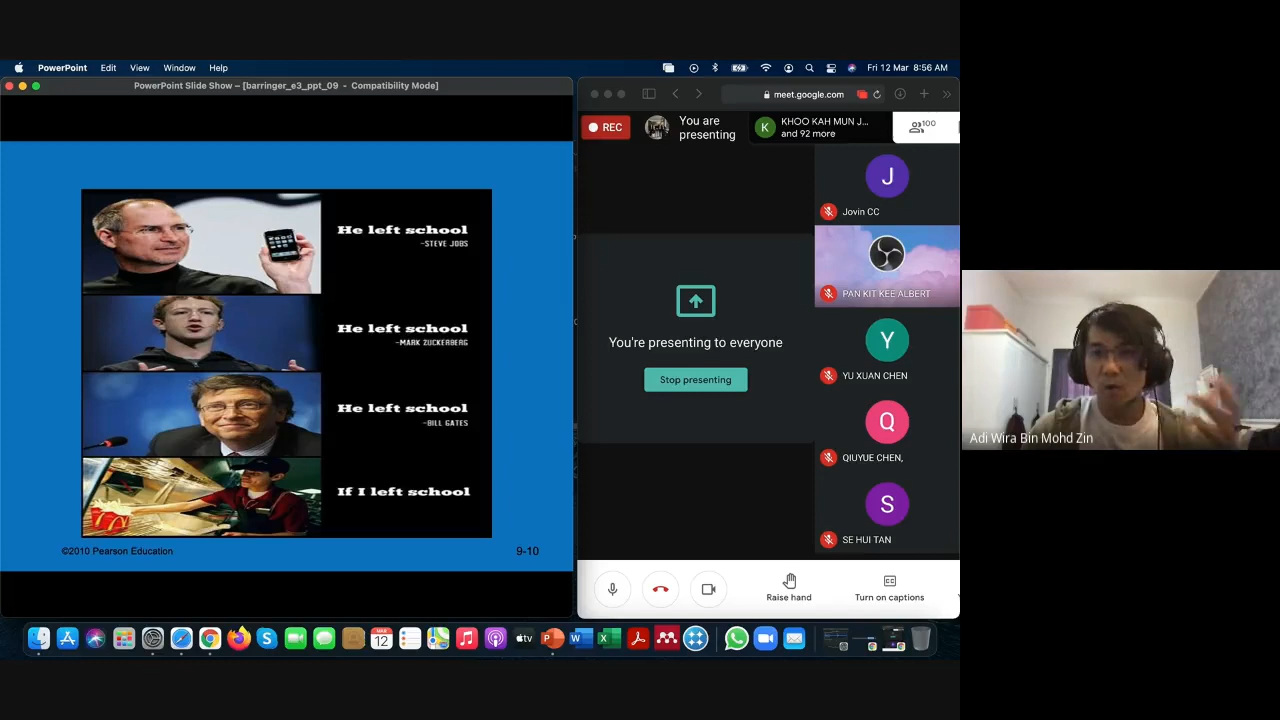 PowerPoint Edit View Window Help
Fri 12 Mar 8:56 AM
PowerPoint Slide Show – [barringer_e3_ppt_09 - Compatibility Mode]
He left school
-STEVE JOBS
He left school
-MARK ZUCKERBERG
He left school
-BILL GATES
If I left school
©2010 Pearson Education
9-10
meet.google.com
REC
You are
presenting
K
KHOO KAH MUN J...
and 92 more
100
You're presenting to everyone
Stop presenting
J
Jovin CC
PAN KIT KEE ALBERT
Y
YU XUAN CHEN
Q
QIUYUE CHEN,
S
SE HUI TAN
Raise hand
Turn on captions
Adi Wira Bin Mohd Zin
MAR
12
tv
P
W
X